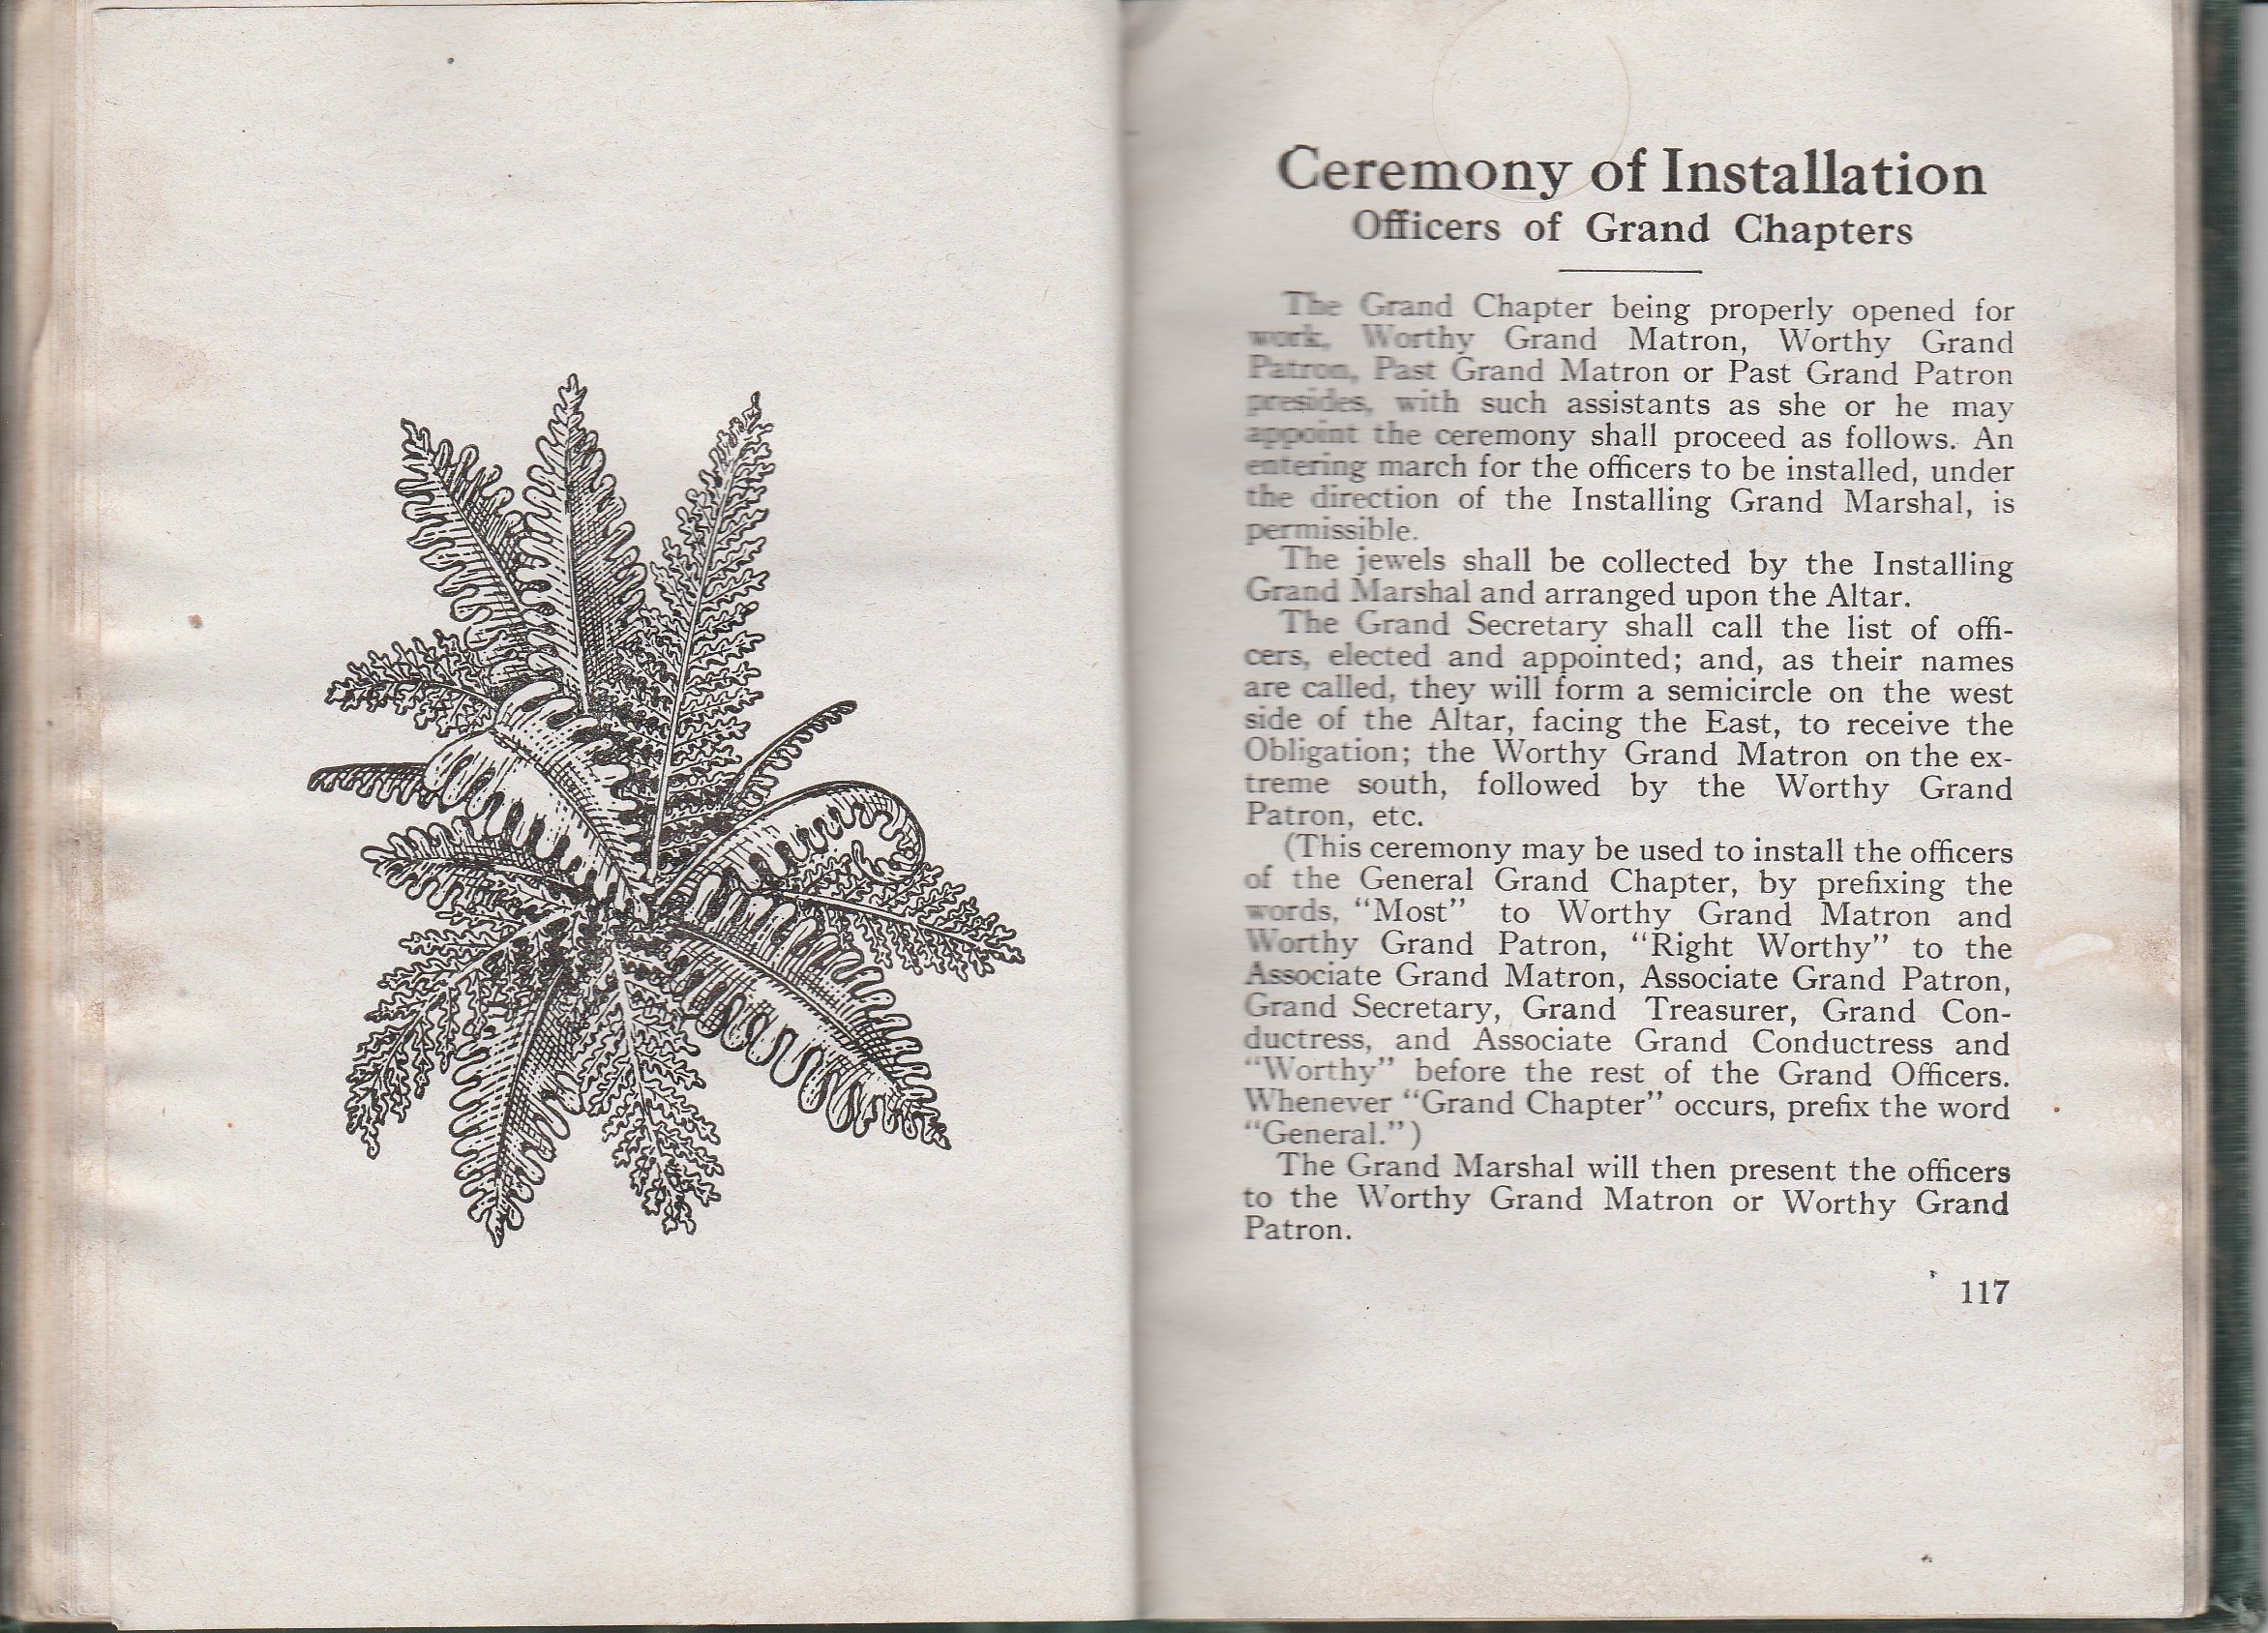 Ceremony of Installation
Officers of Grand Chapters
The Grand Chapter being properly opened for
work, Worthy Grand Matron, Worthy Grand
Patron, Past Grand Matron or Past Grand Patron
presides, with such assistants as she or he may
appoint the ceremony shall proceed as follows. An
entering march for the officers to be installed, under
the direction of the Installing Grand Marshal, is
permissible.
The jewels shall be collected by the Installing
Grand Marshal and arranged upon the Altar.
The Grand Secretary shall call the list of offi-
cers, elected and appointed; and, as their names
are called, they will form a semicircle on the west
side of the Altar, facing the East, to receive the
Obligation; the Worthy Grand Matron on the ex-
treme south, followed by the Worthy Grand
Patron, etc.
(This ceremony may be used to install the officers
of the General Grand Chapter, by prefixing the
words, “Most” to Worthy Grand Matron and
Worthy Grand Patron, “Right Worthy” to the
Associate Grand Matron, Associate Grand Patron,
Grand Secretary, Grand Treasurer, Grand Con-
ductress, and Associate Grand Conductress and
“Worthy” before the rest of the Grand Officers.
Whenever “Grand Chapter” occurs, prefix the word
“General.”)
The Grand Marshal will then present the officers
to the Worthy Grand Matron or Worthy Grand
Patron.
117